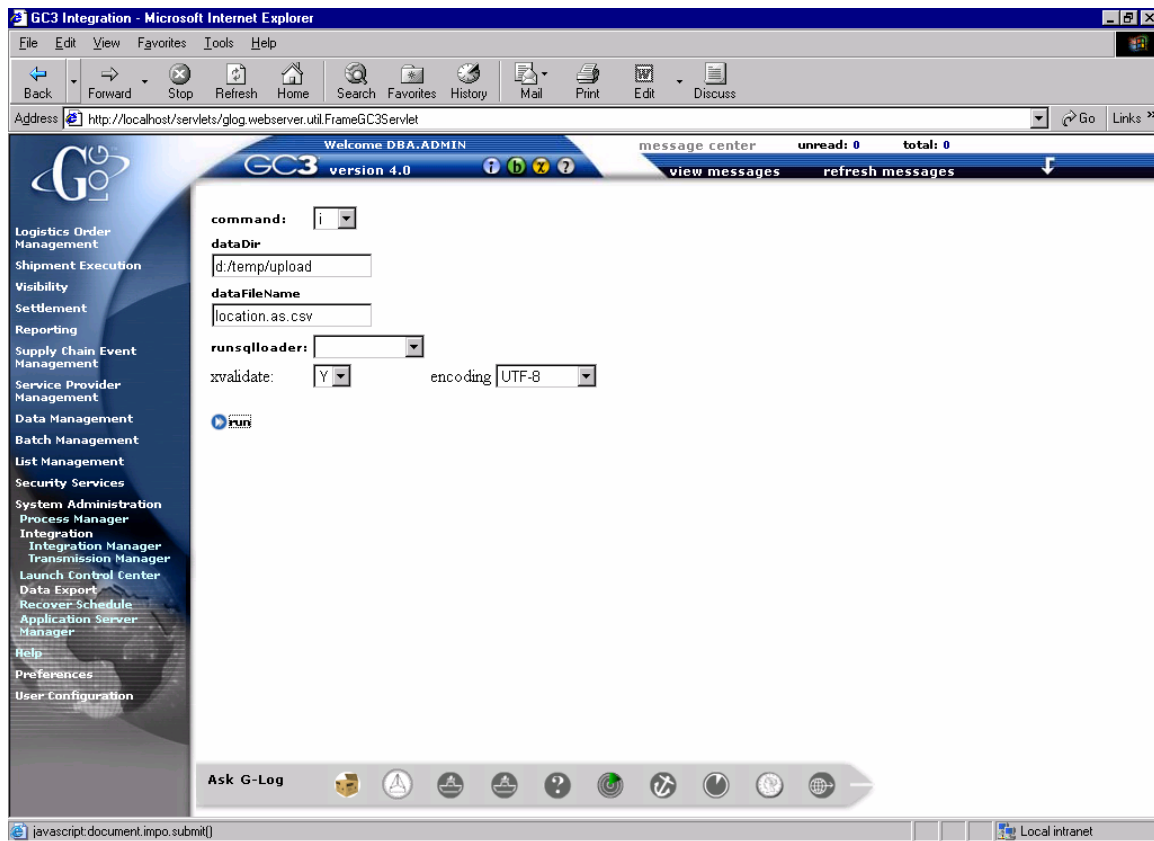 GC3 Integration - Microsoft Internet Explorer
File Edit View Favorites Tools Help
Back Forward Stop Refresh Home Search Favorites History Mail Print Edit Discuss
Address http://localhost/servlets/glog.webserver.util.FrameGC3Servlet Go Links »
G LOG
Welcome DBA.ADMIN
GC3 version 4.0
message center unread: 0 total: 0
view messages refresh messages
Logistics Order
Management
Shipment Execution
Visibility
Settlement
Reporting
Supply Chain Event
Management
Service Provider
Management
Data Management
Batch Management
List Management
Security Services
System Administration
Process Manager
Integration
Integration Manager
Transmission Manager
Launch Control Center
Data Export
Recover Schedule
Application Server
Manager
Help
Preferences
User Configuration
command: i
dataDir
d:/temp/upload
dataFileName
location.as.csv
runsqlloader:
xvalidate: Y encoding UTF-8
run
Ask G-Log
javascript:document.impo.submit()
Local intranet